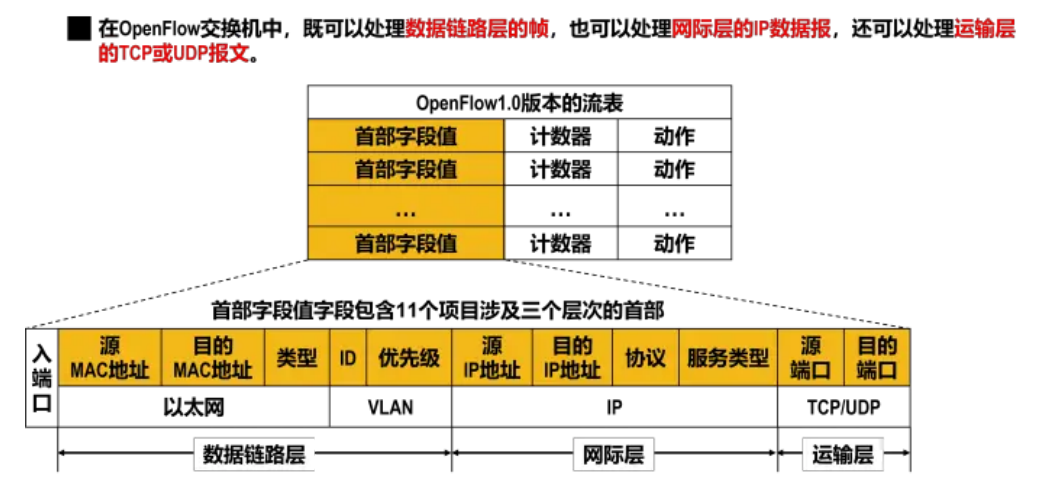 在OpenFlow交换机中，既可以处理数据链路层的帧，也可以处理网际层的IP数据报，还可以处理运输层
的TCP或UDP报文。
OpenFlow1.0版本的流表
首部字段值 计数器 动作
首部字段值 计数器 动作
... ... ...
首部字段值 计数器 动作
首部字段值字段包含11个项目涉及三个层次的首部
入端口
源MAC地址 目的MAC地址 类型 ID 优先级 源IP地址 目的IP地址 协议 服务类型 源端口 目的端口
以太网 VLAN IP TCP/UDP
数据链路层 网际层 运输层